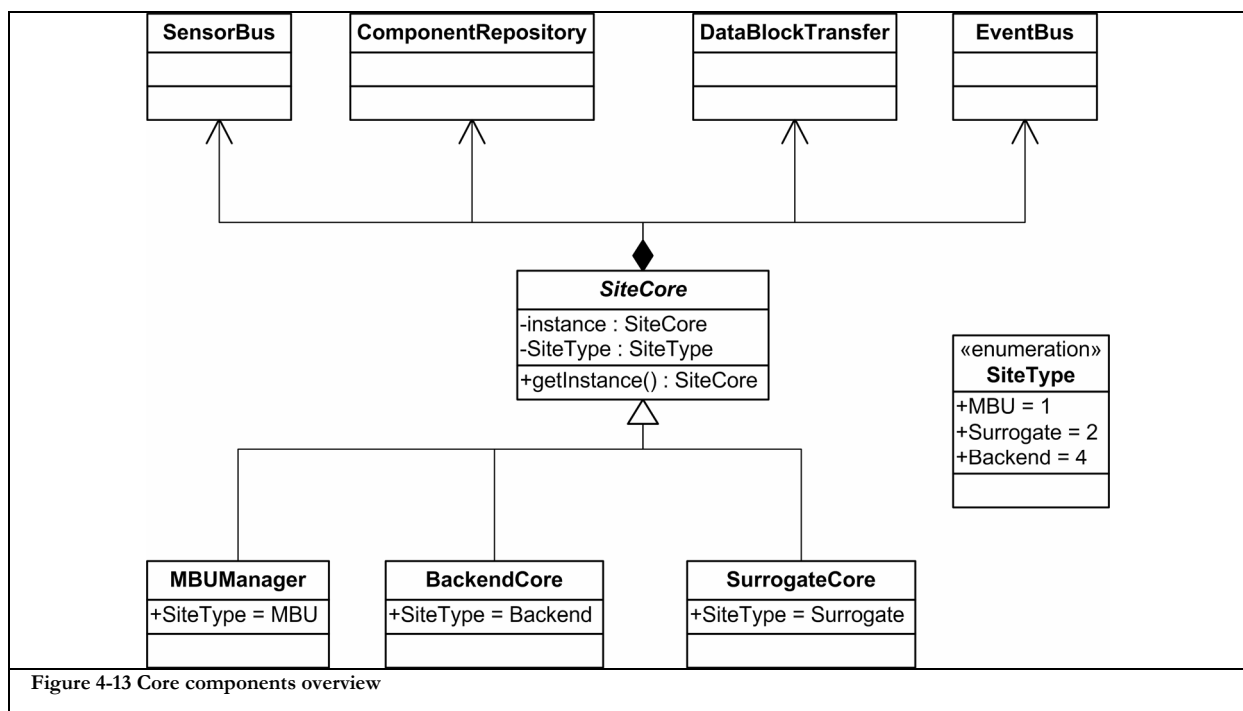 SensorBus
ComponentRepository
DataBlockTransfer
EventBus
SiteCore
-instance : SiteCore
-SiteType : SiteType
+getInstance() : SiteCore
«enumeration»
SiteType
+MBU = 1
+Surrogate = 2
+Backend = 4
MBUManager
+SiteType = MBU
BackendCore
+SiteType = Backend
SurrogateCore
+SiteType = Surrogate
Figure 4-13 Core components overview